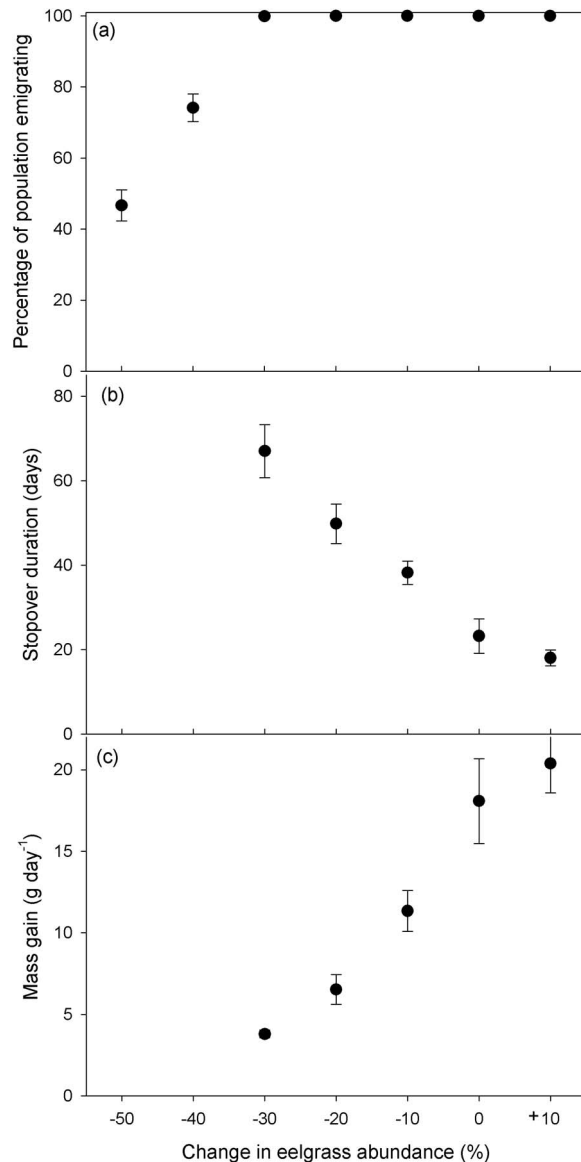 (a)
100
80
60
40
20
0
Percentage of population emigrating
(b)
80
60
40
20
0
Stopover duration (days)
(c)
20
15
10
5
0
Mass gain (g day⁻¹)
-50 -40 -30 -20 -10 0 +10
Change in eelgrass abundance (%)